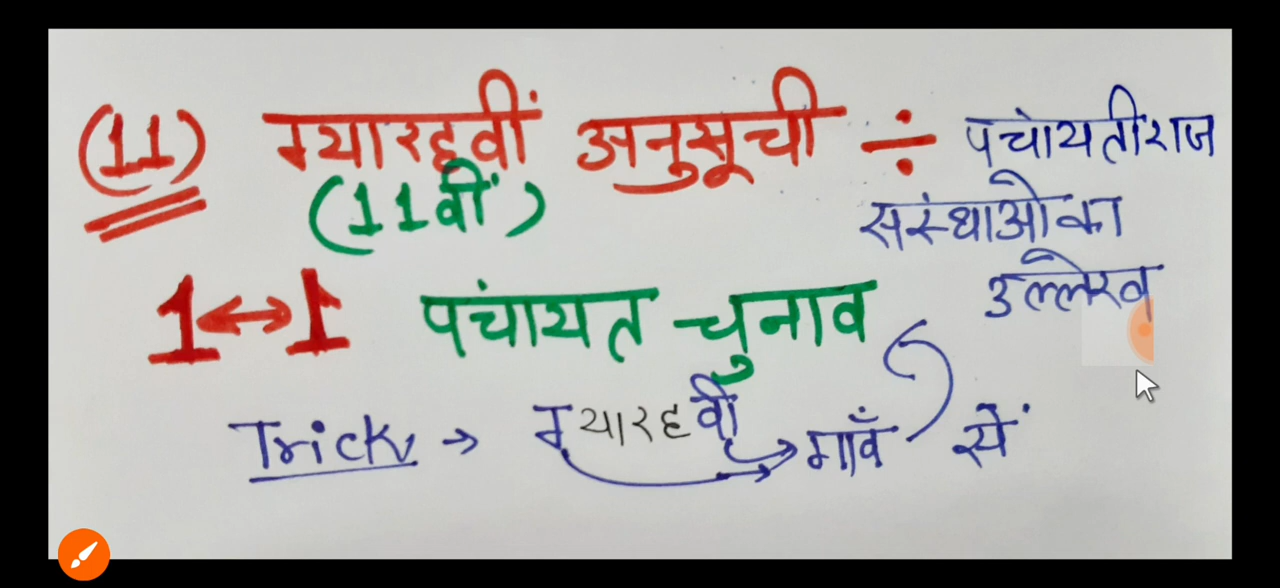 (11) ग्यारहवीं अनुसूची ÷ पंचायतीराज
(11वीं) संस्थाओ का
उल्लेख
1↔1 पंचायत चुनाव
Trick → ग्यारहवीं → गाँव से